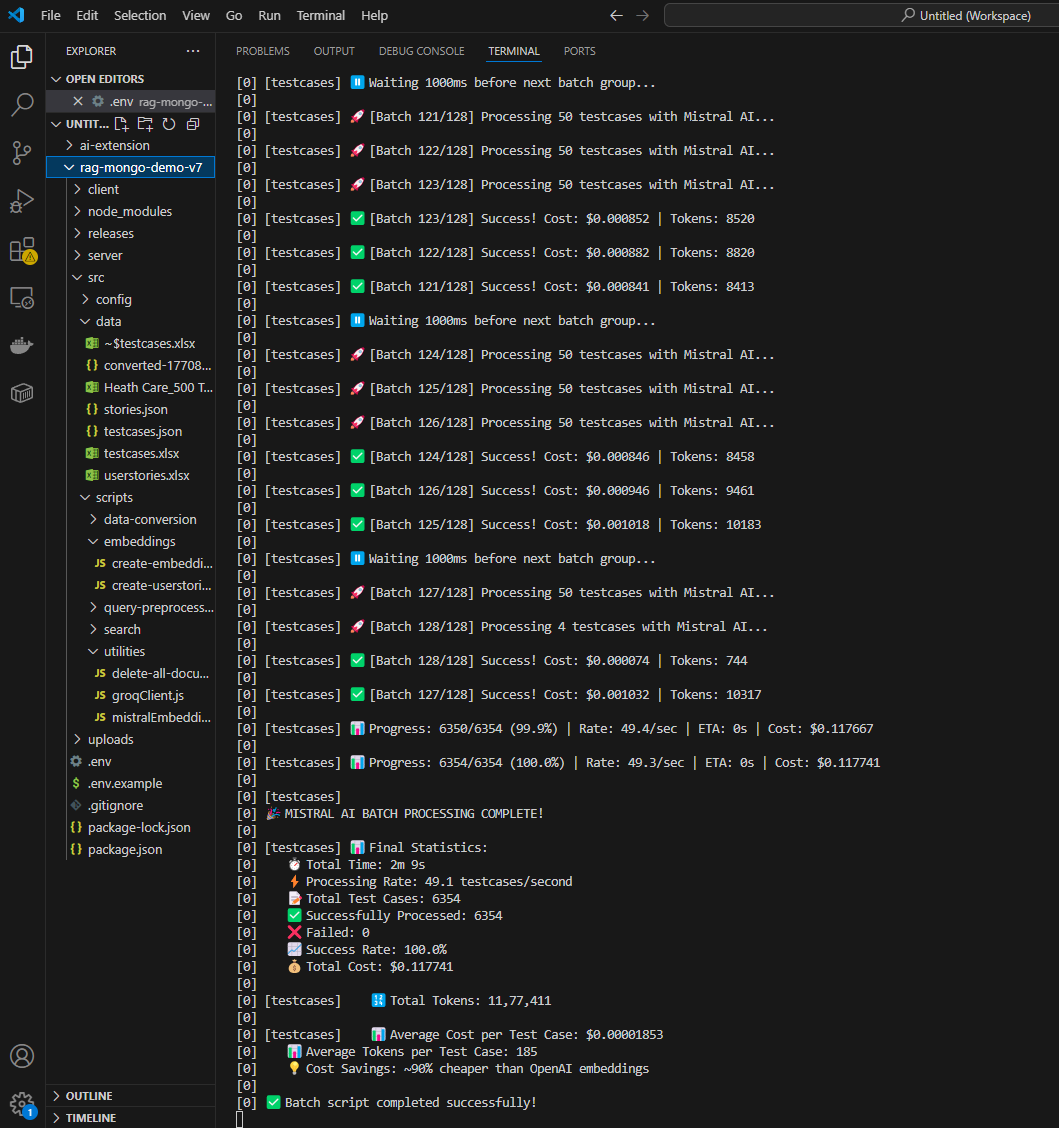 File Edit Selection View Go Run Terminal Help
Untitled (Workspace)
EXPLORER
OPEN EDITORS
.env rag-mongo-...
UNTIT...
ai-extension
rag-mongo-demo-v7
client
node_modules
releases
server
src
config
data
~$testcases.xlsx
converted-17708...
Heath Care_500 T...
stories.json
testcases.json
testcases.xlsx
userstories.xlsx
scripts
data-conversion
embeddings
JS create-embeddi...
JS create-userstori...
query-preprocess...
search
utilities
JS delete-all-docu...
JS groqClient.js
JS mistralEmbeddi...
uploads
.env
$ .env.example
.gitignore
{} package-lock.json
{} package.json
OUTLINE
TIMELINE
1
PROBLEMS OUTPUT DEBUG CONSOLE TERMINAL PORTS
[0] [testcases] ⏸️ Waiting 1000ms before next batch group...
[0]
[0] [testcases] 🚀 [Batch 121/128] Processing 50 testcases with Mistral AI...
[0]
[0] [testcases] 🚀 [Batch 122/128] Processing 50 testcases with Mistral AI...
[0]
[0] [testcases] 🚀 [Batch 123/128] Processing 50 testcases with Mistral AI...
[0]
[0] [testcases] ✅ [Batch 123/128] Success! Cost: $0.000852 | Tokens: 8520
[0]
[0] [testcases] ✅ [Batch 122/128] Success! Cost: $0.000882 | Tokens: 8820
[0]
[0] [testcases] ✅ [Batch 121/128] Success! Cost: $0.000841 | Tokens: 8413
[0]
[0] [testcases] ⏸️ Waiting 1000ms before next batch group...
[0]
[0] [testcases] 🚀 [Batch 124/128] Processing 50 testcases with Mistral AI...
[0]
[0] [testcases] 🚀 [Batch 125/128] Processing 50 testcases with Mistral AI...
[0]
[0] [testcases] 🚀 [Batch 126/128] Processing 50 testcases with Mistral AI...
[0]
[0] [testcases] ✅ [Batch 124/128] Success! Cost: $0.000846 | Tokens: 8458
[0]
[0] [testcases] ✅ [Batch 126/128] Success! Cost: $0.000946 | Tokens: 9461
[0]
[0] [testcases] ✅ [Batch 125/128] Success! Cost: $0.001018 | Tokens: 10183
[0]
[0] [testcases] ⏸️ Waiting 1000ms before next batch group...
[0]
[0] [testcases] 🚀 [Batch 127/128] Processing 50 testcases with Mistral AI...
[0]
[0] [testcases] 🚀 [Batch 128/128] Processing 4 testcases with Mistral AI...
[0]
[0] [testcases] ✅ [Batch 128/128] Success! Cost: $0.000074 | Tokens: 744
[0]
[0] [testcases] ✅ [Batch 127/128] Success! Cost: $0.001032 | Tokens: 10317
[0]
[0] [testcases] 📊 Progress: 6350/6354 (99.9%) | Rate: 49.4/sec | ETA: 0s | Cost: $0.117667
[0]
[0] [testcases] 📊 Progress: 6354/6354 (100.0%) | Rate: 49.3/sec | ETA: 0s | Cost: $0.117741
[0]
[0] [testcases]
[0] 🎉 MISTRAL AI BATCH PROCESSING COMPLETE!
[0]
[0] [testcases] 📊 Final Statistics:
[0] ⏱️ Total Time: 2m 9s
[0] ⚡ Processing Rate: 49.1 testcases/second
[0] 📝 Total Test Cases: 6354
[0] ✅ Successfully Processed: 6354
[0] ❌ Failed: 0
[0] 📈 Success Rate: 100.0%
[0] 💰 Total Cost: $0.117741
[0]
[0] [testcases] 🔢 Total Tokens: 11,77,411
[0]
[0] [testcases] 📊 Average Cost per Test Case: $0.00001853
[0] 📊 Average Tokens per Test Case: 185
[0] 💡 Cost Savings: ~90% cheaper than OpenAI embeddings
[0]
[0] ✅ Batch script completed successfully!